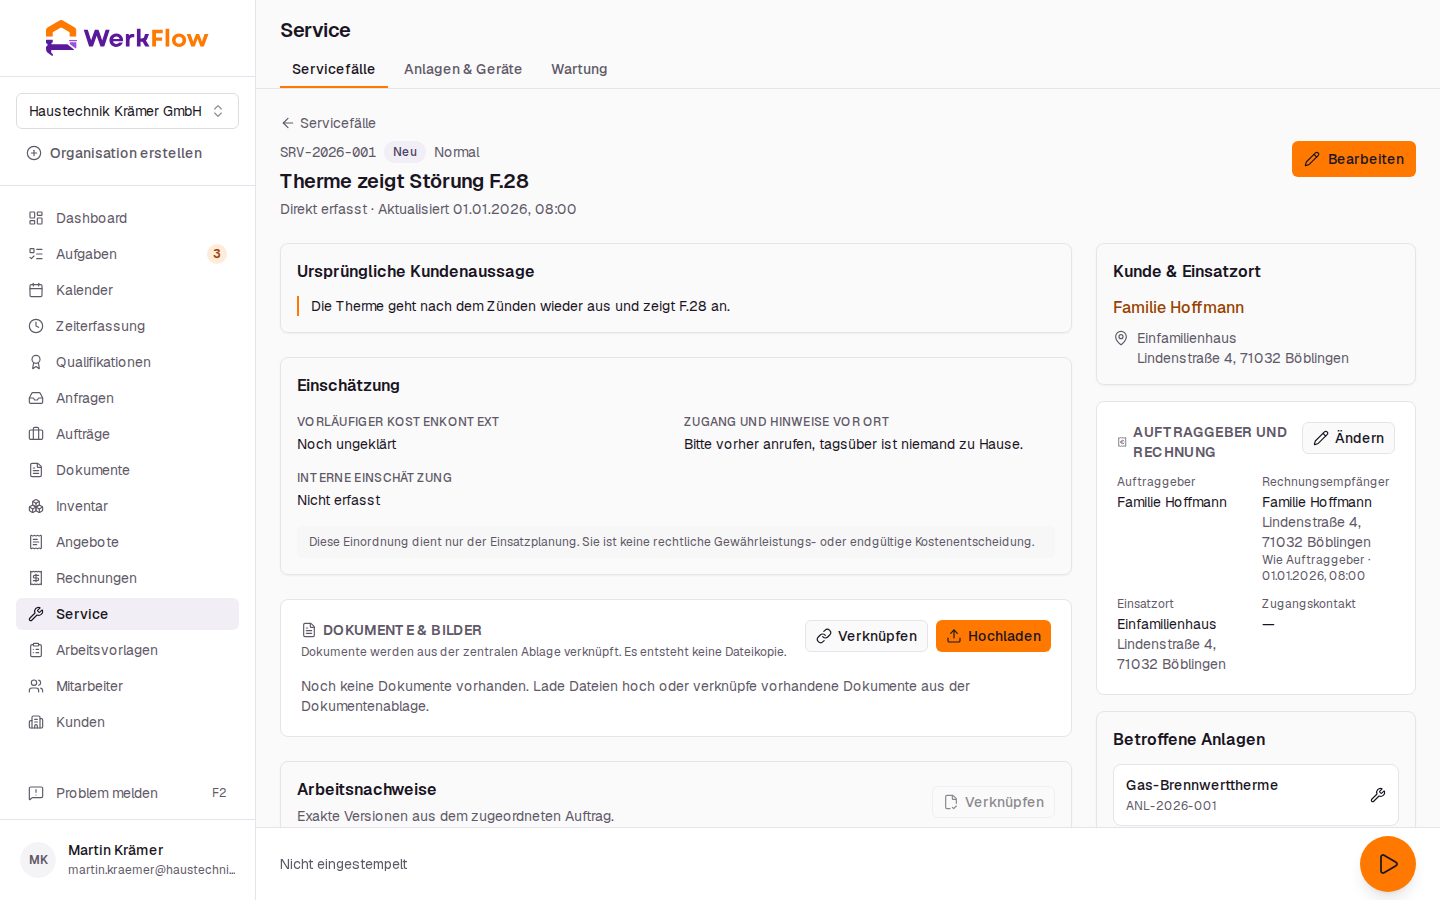 WerkFlow
Haustechnik Krämer GmbH
Organisation erstellen
Dashboard
Aufgaben
3
Kalender
Zeiterfassung
Qualifikationen
Anfragen
Aufträge
Dokumente
Inventar
Angebote
Rechnungen
Service
Arbeitsvorlagen
Mitarbeiter
Kunden
Problem melden
F2
MK
Martin Krämer
martin.kraemer@haustechni...
Service
Servicefälle
Anlagen & Geräte
Wartung
Servicefälle
SRV-2026-001
Neu
Normal
Therme zeigt Störung F.28
Direkt erfasst · Aktualisiert 01.01.2026, 08:00
Bearbeiten
Ursprüngliche Kundenaussage
Die Therme geht nach dem Zünden wieder aus und zeigt F.28 an.
Einschätzung
VORLÄUFIGER KOSTENKONTEXT
Noch ungeklärt
ZUGANG UND HINWEISE VOR ORT
Bitte vorher anrufen, tagsüber ist niemand zu Hause.
INTERNE EINSCHÄTZUNG
Nicht erfasst
Diese Einordnung dient nur der Einsatzplanung. Sie ist keine rechtliche Gewährleistungs- oder endgültige Kostenentscheidung.
DOKUMENTE & BILDER
Dokumente werden aus der zentralen Ablage verknüpft. Es entsteht keine Dateikopie.
Verknüpfen
Hochladen
Noch keine Dokumente vorhanden. Lade Dateien hoch oder verknüpfe vorhandene Dokumente aus der
Dokumentenablage.
Arbeitsnachweise
Exakte Versionen aus dem zugeordneten Auftrag.
Verknüpfen
Kunde & Einsatzort
Familie Hoffmann
Einfamilienhaus
Lindenstraße 4, 71032 Böblingen
AUFTRAGGEBER UND
RECHNUNG
Ändern
Auftraggeber
Familie Hoffmann
Rechnungsempfänger
Familie Hoffmann
Lindenstraße 4,
71032 Böblingen
Wie Auftraggeber ·
01.01.2026, 08:00
Einsatzort
Einfamilienhaus
Lindenstraße 4,
71032 Böblingen
Zugangskontakt
—
Betroffene Anlagen
Gas-Brennwerttherme
ANL-2026-001
Nicht eingestempelt